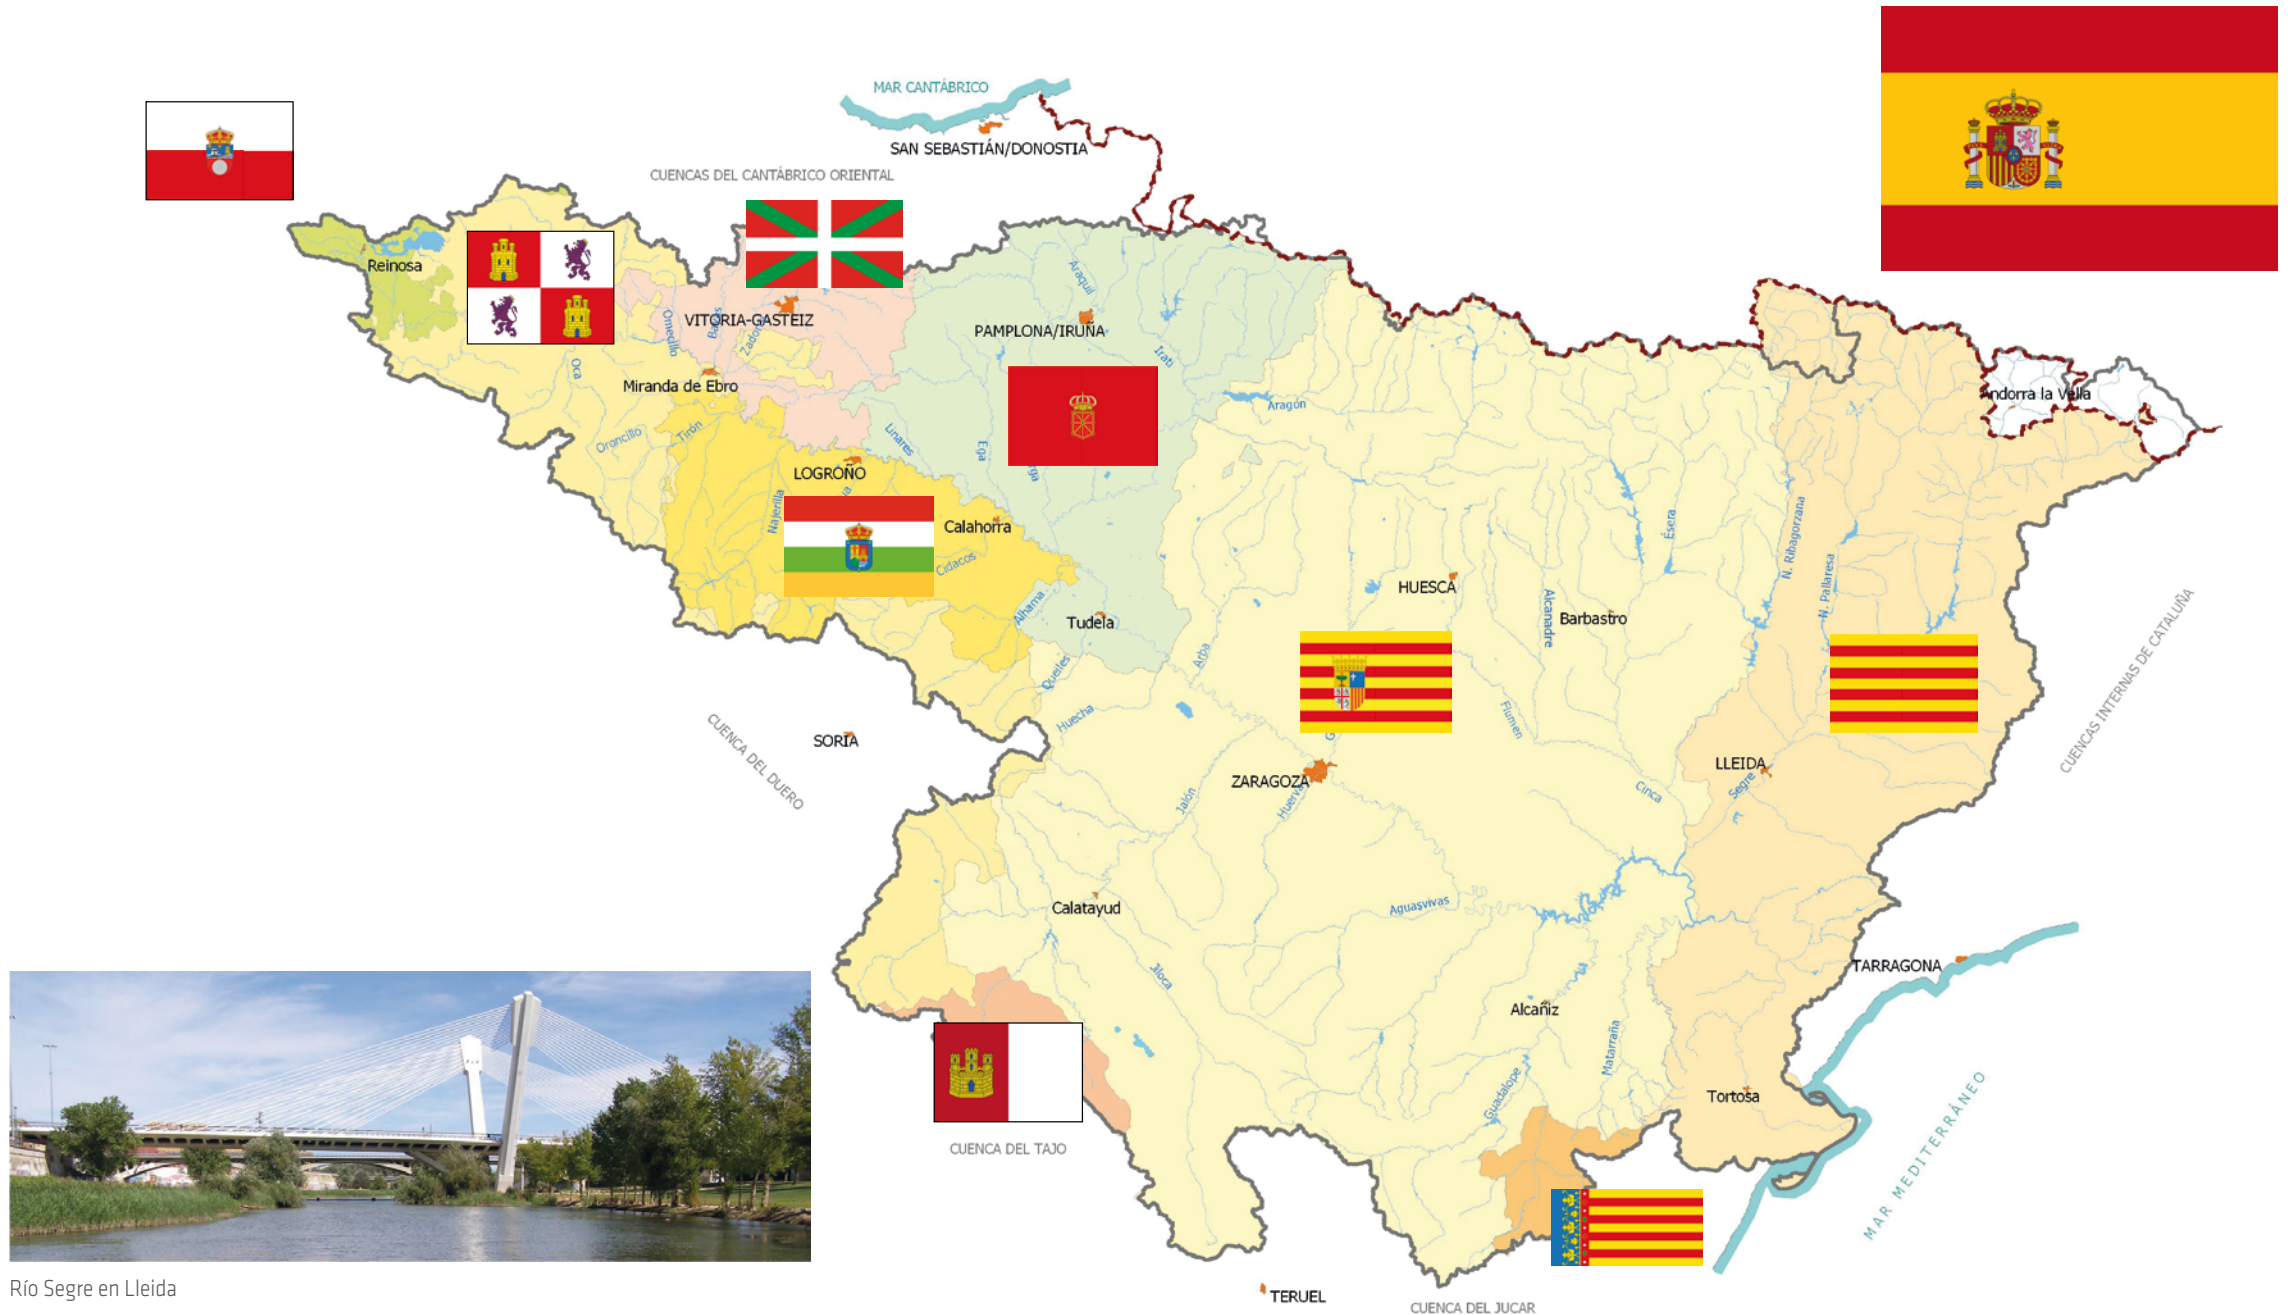 MAR CANTÁBRICO
SAN SEBASTIÁN/DONOSTIA
CUENCAS DEL CANTÁBRICO ORIENTAL
Reinosa
VITORIA-GASTEIZ
Omecillo
Bayas
Oca
Miranda de Ebro
PAMPLONA/IRUÑA
Araquil
Irati
Aragón
Andorra la Vella
Oroncillo
Tirón
Linares
Ega
LOGROÑO
Najerilla
Calahorra
Cidacos
Alhama
Tudela
Queiles
Huecha
Arba
HUESCA
Alcanadre
Barbastro
Ésera
N. Ribagorzana
N. Pallaresa
CUENCAS INTERNAS DE CATALUÑA
Flumen
SORIA
CUENCA DEL DUERO
ZARAGOZA
Jalón
Huerva
Cinca
LLEIDA
Segre
Calatayud
Aguasvivas
Jiloca
Alcañiz
Matarraña
Guadalope
TARRAGONA
Tortosa
MAR MEDITERRÁNEO
CUENCA DEL TAJO
TERUEL
CUENCA DEL JUCAR
Río Segre en Lleida